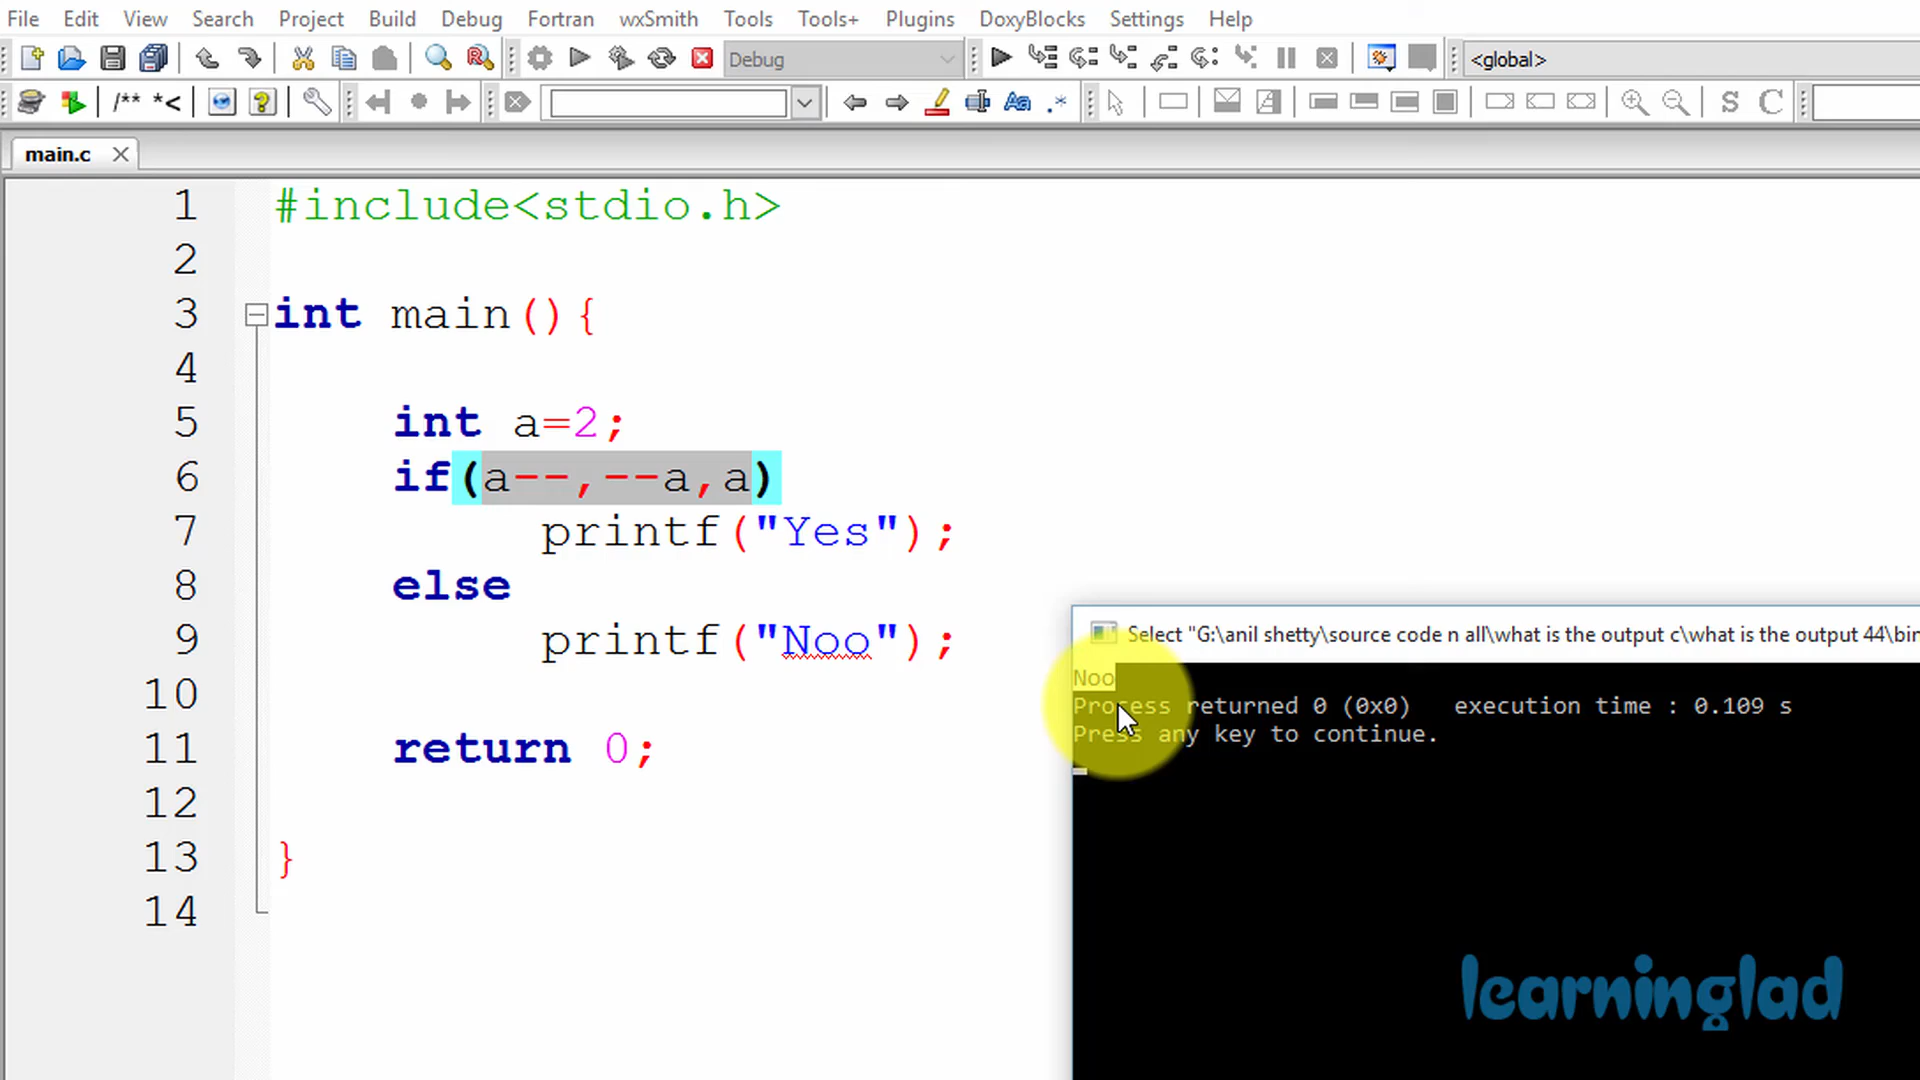 File Edit View Search Project Build Debug Fortran wxSmith Tools Tools+ Plugins DoxyBlocks Settings Help
Debug <global>
/** *< Aa .* S C
main.c
1 #include<stdio.h>
2
3 int main(){
4
5 int a=2;
6 if(a--,--a,a)
7 printf("Yes");
8 else
9 printf("Noo");
10
11 return 0;
12
13 }
14
Select "G:\anil shetty\source code n all\what is the output c\what is the output 44\bin
Noo
Process returned 0 (0x0) execution time : 0.109 s
Press any key to continue.
learninglad